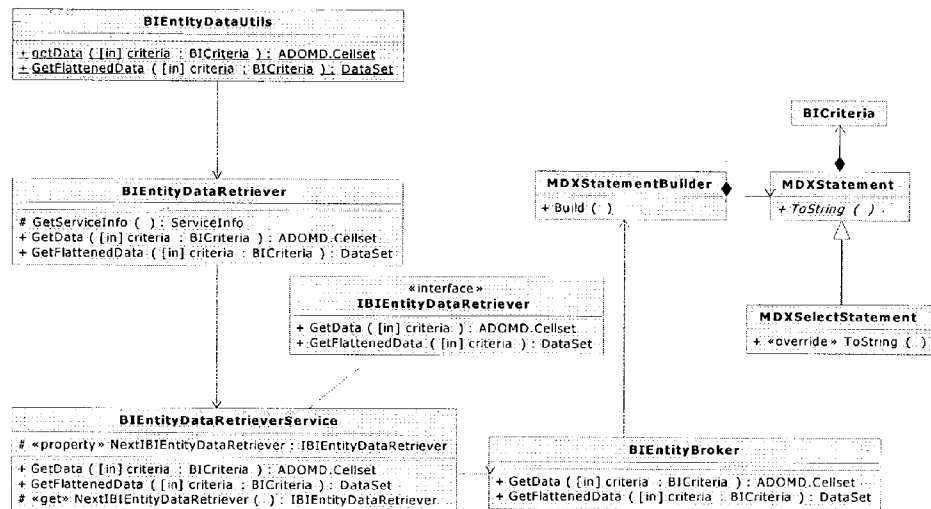 BIEntityDataUtils
+ getData ( [in] criteria : BICriteria ) : ADOMD.Cellset
+ GetFlattenedData ( [in] criteria : BICriteria ) : DataSet
BICriteria
BIEntityDataRetriever
# GetServiceInfo ( ) : ServiceInfo
+ GetData ( [in] criteria : BICriteria ) : ADOMD.Cellset
+ GetFlattenedData ( [in] criteria : BICriteria ) : DataSet
MDXStatementBuilder
+ Build ( )
MDXStatement
+ ToString ( )
«interface»
IBIEntityDataRetriever
+ GetData ( [in] criteria ) : ADOMD.Cellset
+ GetFlattenedData ( [in] criteria ) : DataSet
MDXSelectStatement
+ «override» ToString ( )
BIEntityDataRetrieverService
# «property» NextIBIEntityDataRetriever : IBIEntityDataRetriever
+ GetData ( [in] criteria : BICriteria ) : ADOMD.Cellset
+ GetFlattenedData ( [in] criteria : BICriteria ) : DataSet
# «get» NextIBIEntityDataRetriever ( ) : IBIEntityDataRetriever
BIEntityBroker
+ GetData ( [in] criteria : BICriteria ) : ADOMD.Cellset
+ GetFlattenedData ( [in] criteria : BICriteria ) : DataSet